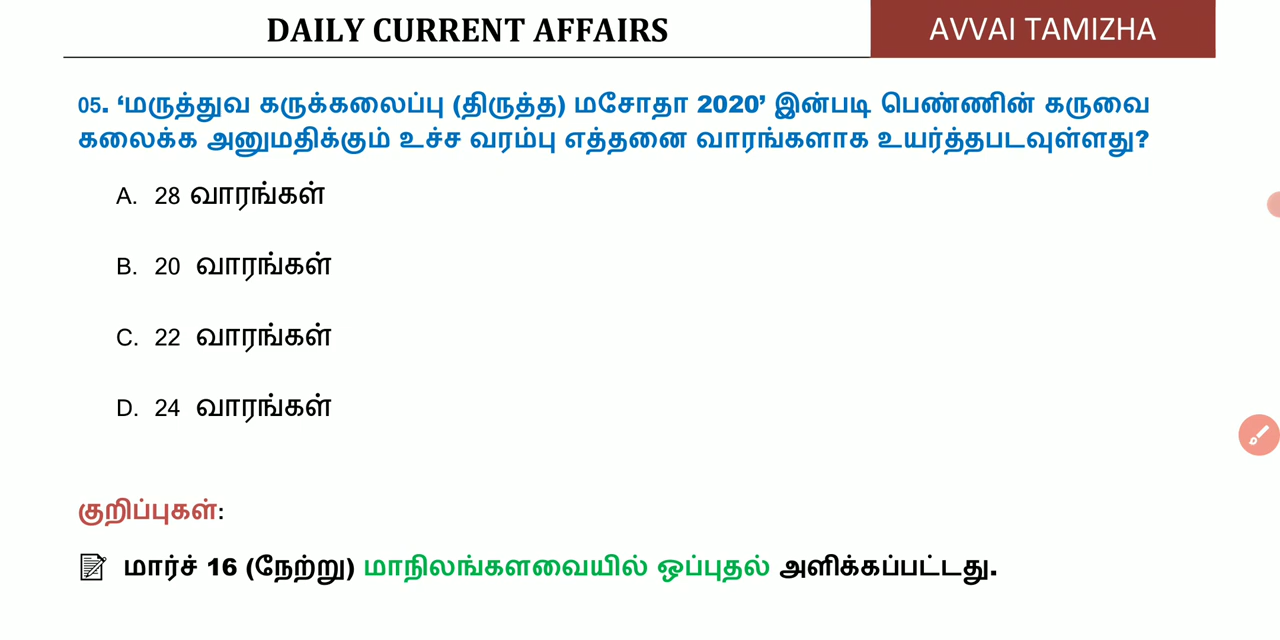 DAILY CURRENT AFFAIRS
AVVAI TAMIZHA
05. ‘மருத்துவ கருக்கலைப்பு (திருத்த) மசோதா 2020’ இன்படி பெண்ணின் கருவை
கலைக்க அனுமதிக்கும் உச்ச வரம்பு எத்தனை வாரங்களாக உயர்த்தபடவுள்ளது?
A. 28 வாரங்கள்
B. 20 வாரங்கள்
C. 22 வாரங்கள்
D. 24 வாரங்கள்
குறிப்புகள்:
மார்ச் 16 (நேற்று) மாநிலங்களவையில் ஒப்புதல் அளிக்கப்பட்டது.